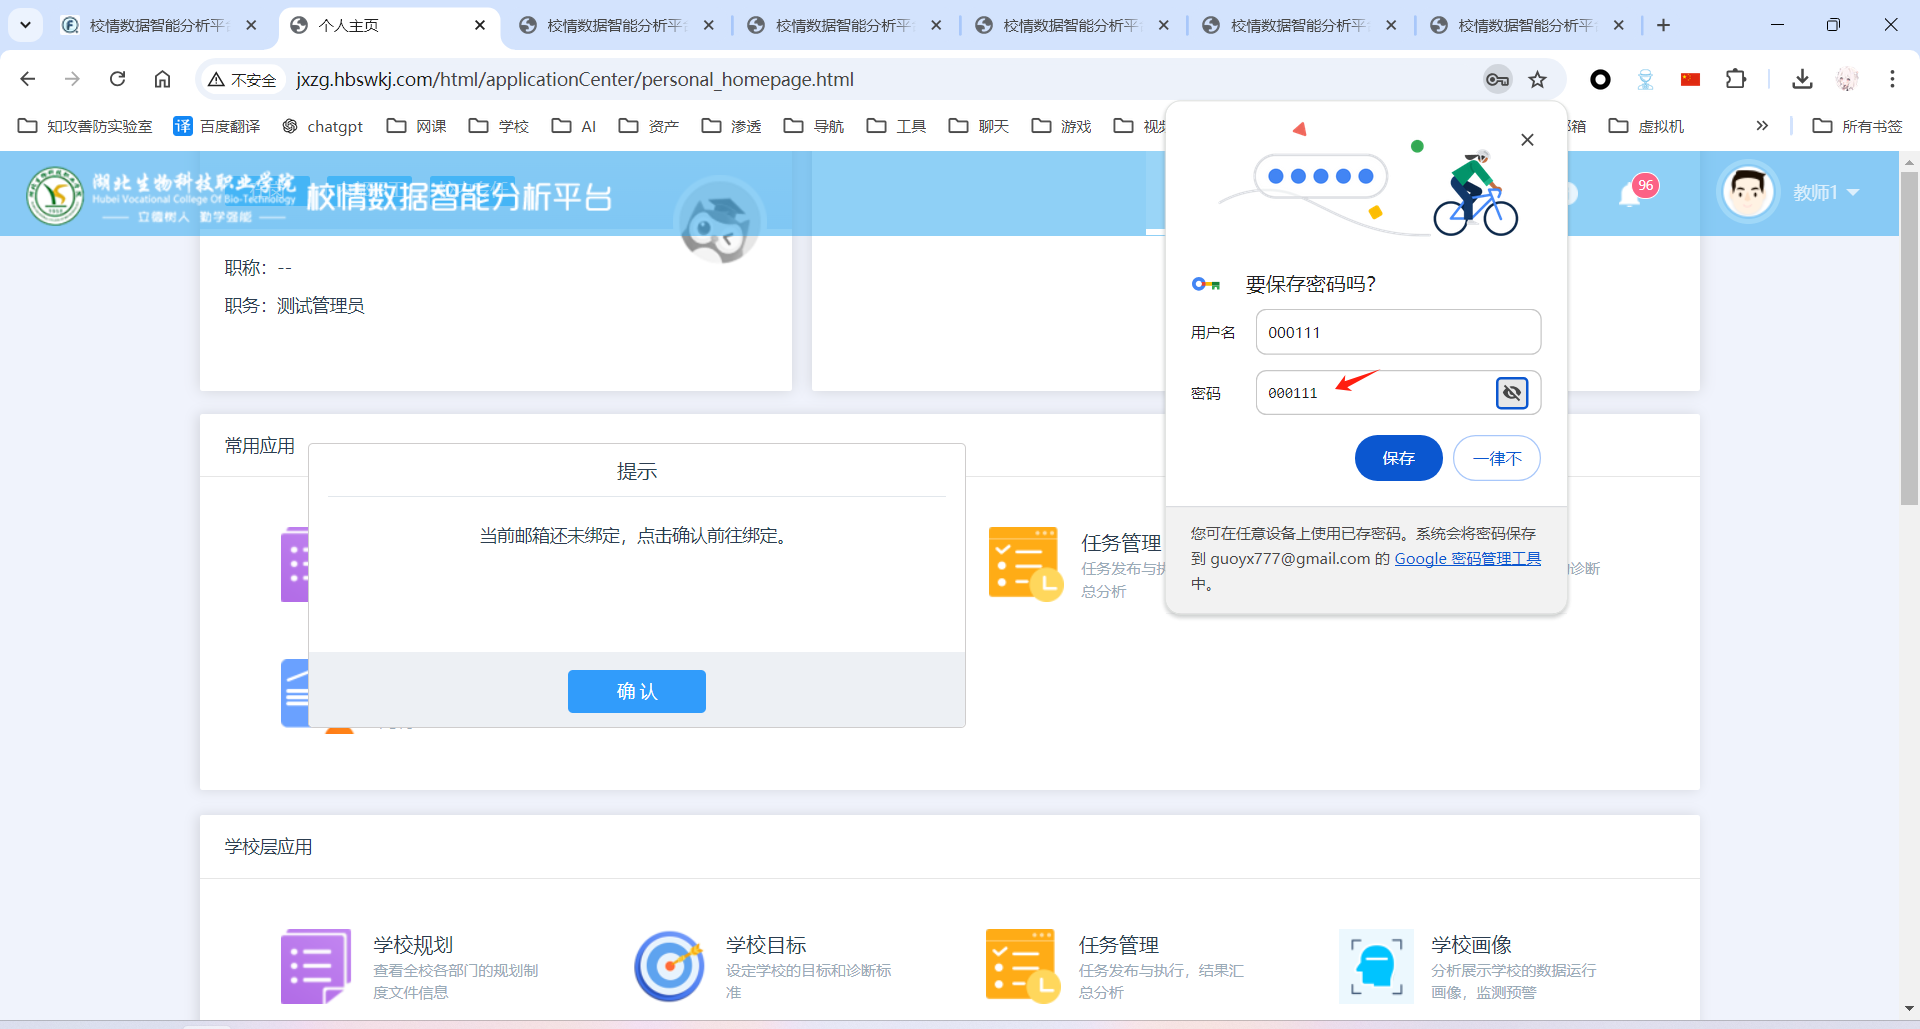 校情数据智能分析平台
个人主页
校情数据智能分析平台
校情数据智能分析平台
校情数据智能分析平台
校情数据智能分析平台
校情数据智能分析平台
不安全
jxzg.hbswkj.com/html/applicationCenter/personal_homepage.html
知攻善防实验室
百度翻译
chatgpt
网课
学校
AI
资产
渗透
导航
工具
聊天
游戏
视频
邮箱
虚拟机
所有书签
湖北生物科技职业学院
Hubei Vocational College Of Bio-Technology
立德树人 勤学强能
校情数据智能分析平台
96
教师1
职称：--
职务：测试管理员
要保存密码吗？
用户名
000111
密码
000111
保存
一律不
您可在任意设备上使用已存密码。系统会将密码保存
到 guoyx777@gmail.com 的 Google 密码管理工具
中。
常用应用
提示
当前邮箱还未绑定，点击确认前往绑定。
确 认
任务管理
任务发布与执
总分析
诊断
学校层应用
学校规划
查看全校各部门的规划制
度文件信息
学校目标
设定学校的目标和诊断标
准
任务管理
任务发布与执行，结果汇
总分析
学校画像
分析展示学校的数据运行
画像，监测预警